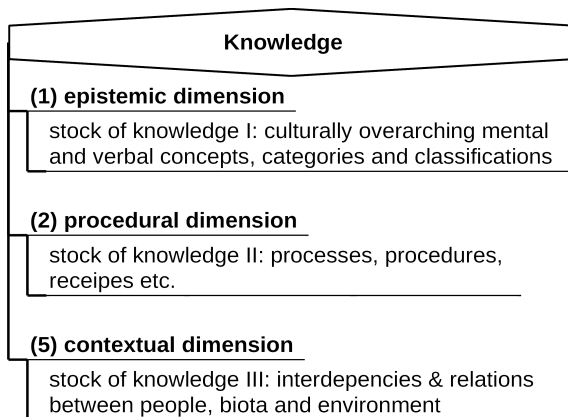 Knowledge
(1) epistemic dimension
stock of knowledge I: culturally overarching mental
and verbal concepts, categories and classifications
(2) procedural dimension
stock of knowledge II: processes, procedures,
receipes etc.
(5) contextual dimension
stock of knowledge III: interdepencies & relations
between people, biota and environment